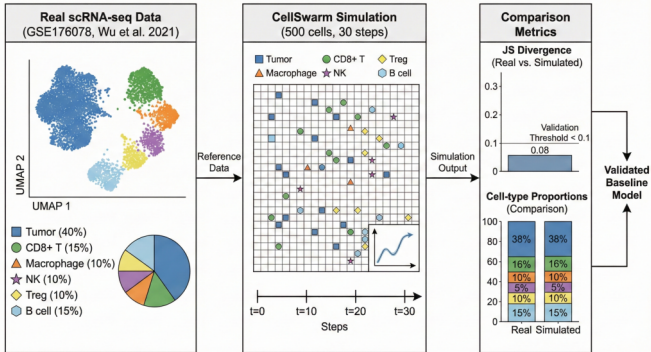 Real scRNA-seq Data
(GSE176078, Wu et al. 2021)
UMAP 2
UMAP 1
Tumor (40%)
CD8+ T (15%)
Macrophage (10%)
NK (10%)
Treg (10%)
B cell (15%)
Reference
Data
CellSwarm Simulation
(500 cells, 30 steps)
Tumor
CD8+ T
Treg
Macrophage
NK
B cell
t=0
t=10
t=20
t=30
Steps
Simulation
Output
Comparison
Metrics
JS Divergence
(Real vs. Simulated)
0.3
0.2
0.1
0
Validation
Threshold < 0.1
0.08
Cell-type Proportions
(Comparison)
100
80
60
40
20
0
38%
38%
16%
16%
10%
10%
5%
5%
10%
10%
15%
15%
Real
Simulated
Validated
Baseline
Model